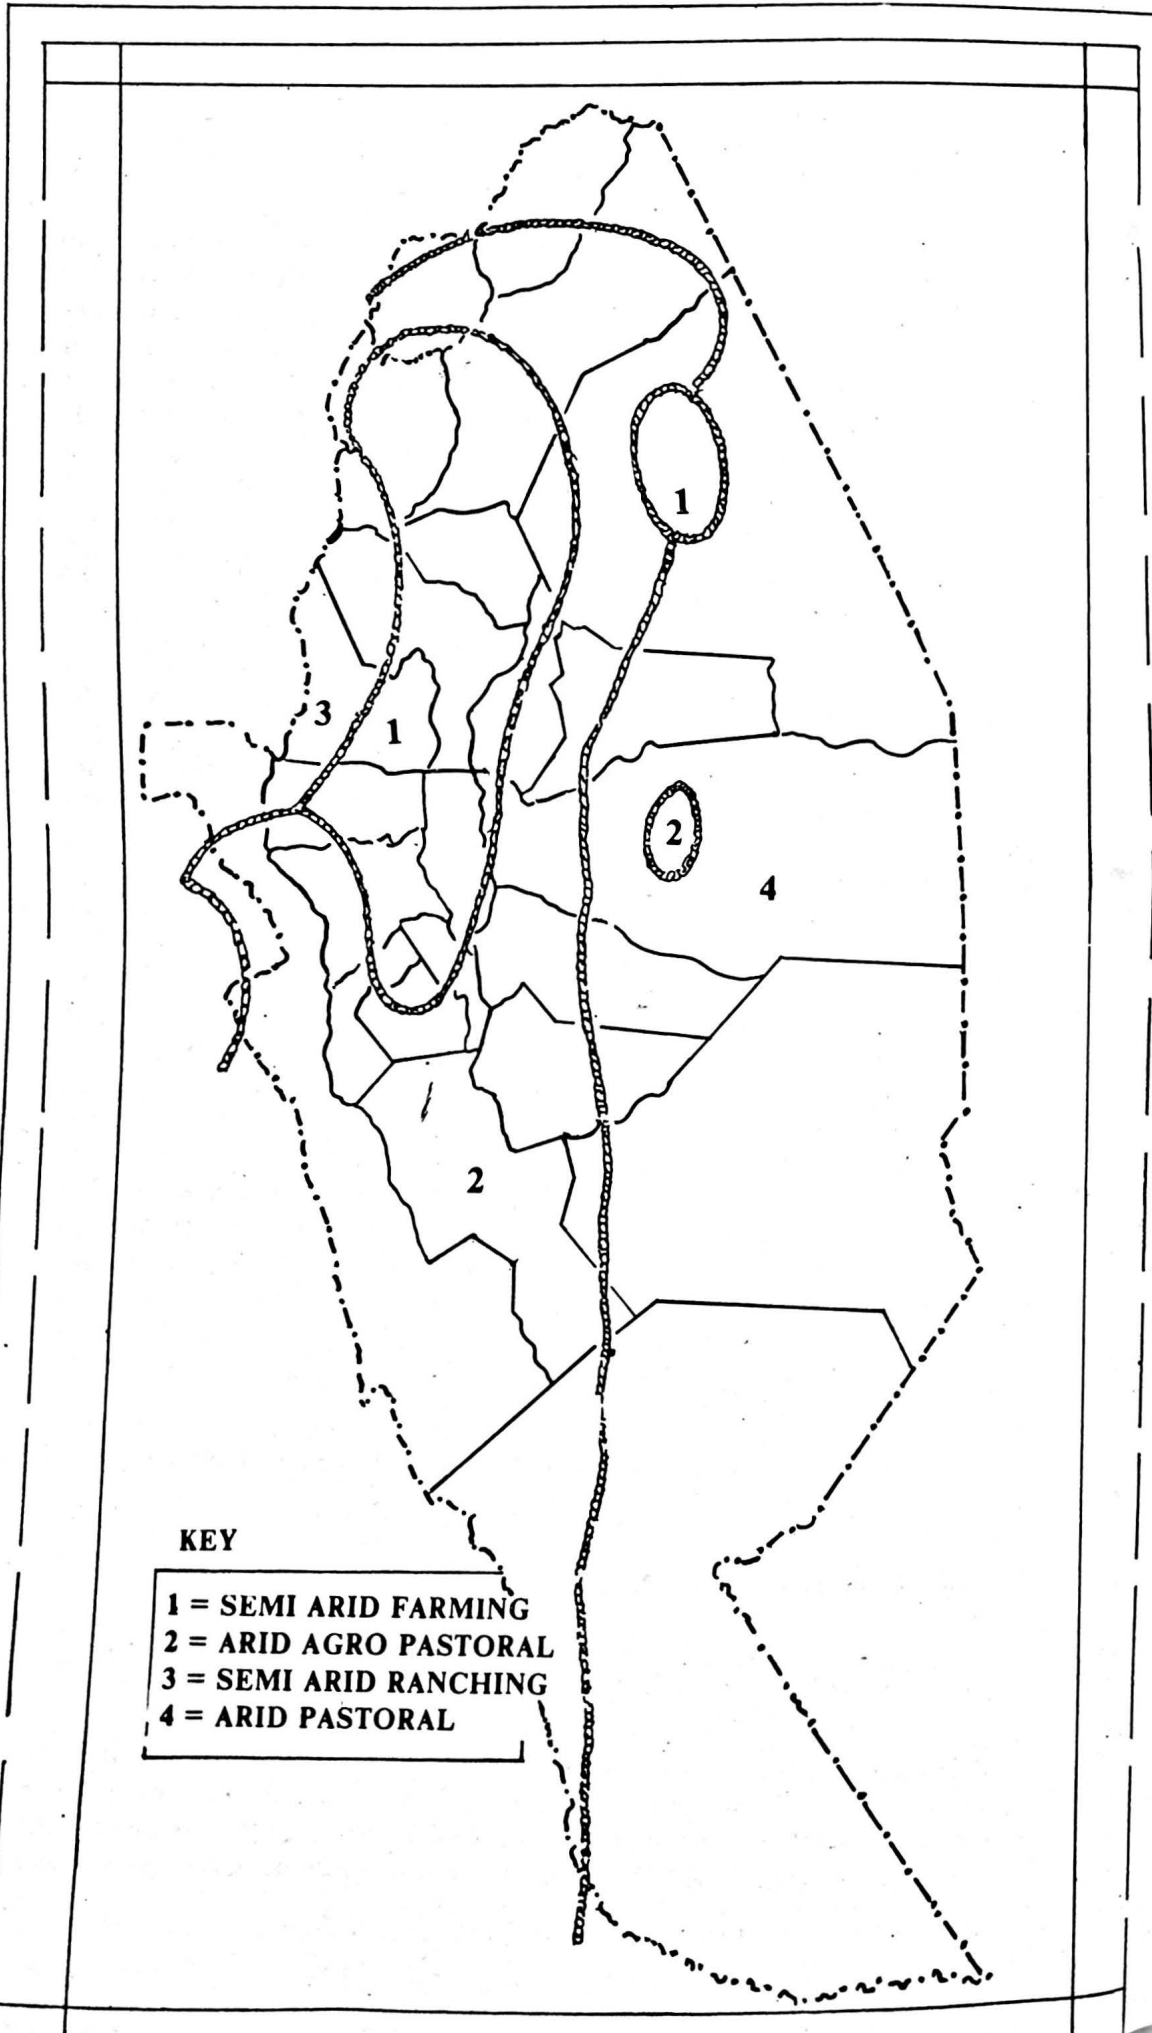 1
3
1
2
4
2
KEY
1 = SEMI ARID FARMING
2 = ARID AGRO PASTORAL
3 = SEMI ARID RANCHING
4 = ARID PASTORAL